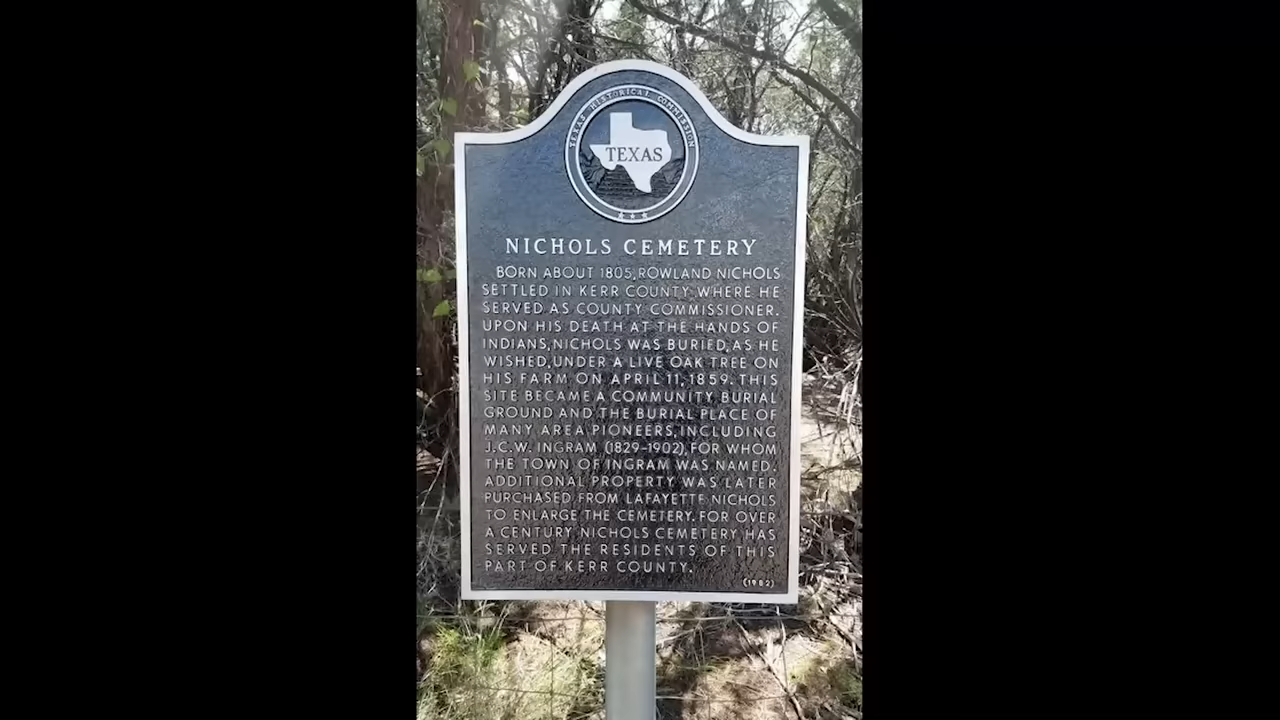 TEXAS HISTORICAL COMMISSION
TEXAS
NICHOLS CEMETERY
BORN ABOUT 1805, ROWLAND NICHOLS
SETTLED IN KERR COUNTY WHERE HE
SERVED AS COUNTY COMMISSIONER.
UPON HIS DEATH AT THE HANDS OF
INDIANS, NICHOLS WAS BURIED, AS HE
WISHED, UNDER A LIVE OAK TREE ON
HIS FARM ON APRIL 11, 1859. THIS
SITE BECAME A COMMUNITY BURIAL
GROUND AND THE BURIAL PLACE OF
MANY AREA PIONEERS, INCLUDING
J.C.W. INGRAM (1829-1902), FOR WHOM
THE TOWN OF INGRAM WAS NAMED.
ADDITIONAL PROPERTY WAS LATER
PURCHASED FROM LAFAYETTE NICHOLS
TO ENLARGE THE CEMETERY. FOR OVER
A CENTURY NICHOLS CEMETERY HAS
SERVED THE RESIDENTS OF THIS
PART OF KERR COUNTY.
(1982)